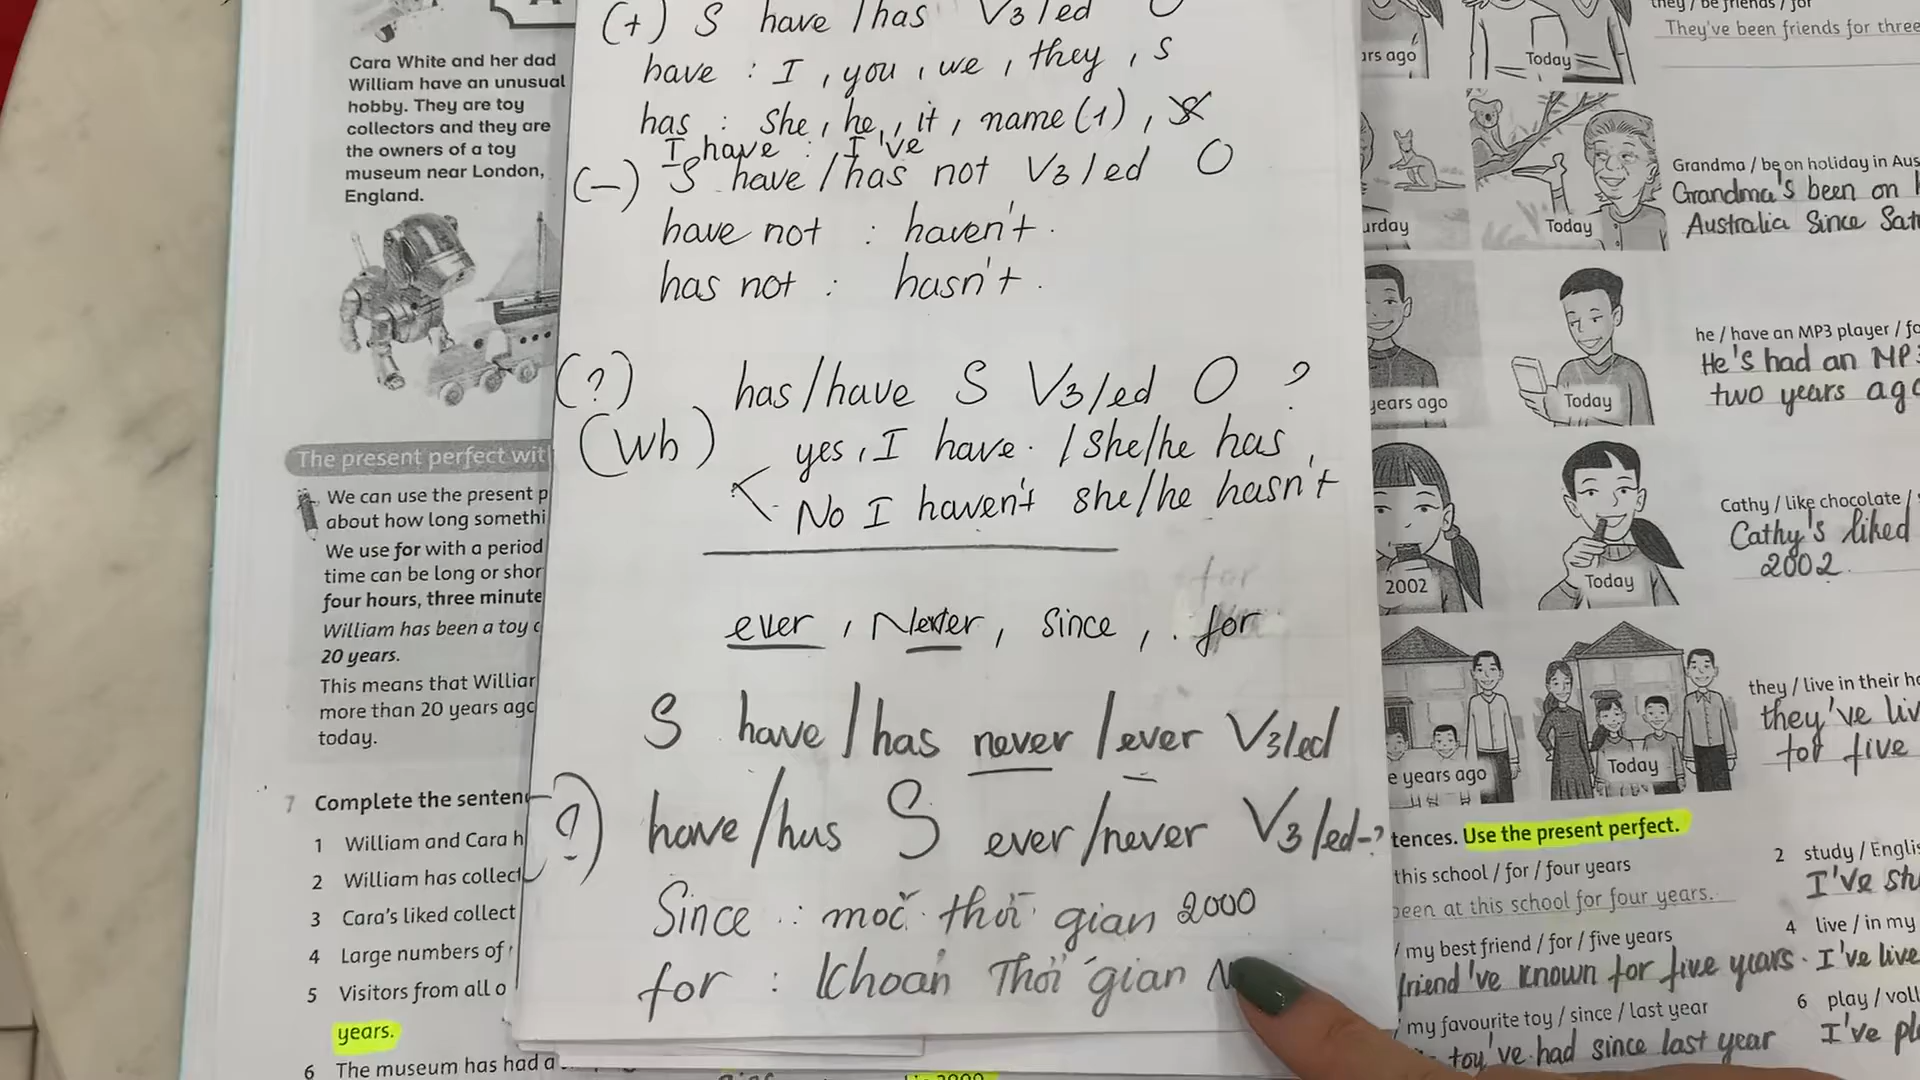 Cara White and her dad
William have an unusual
hobby. They are toy
collectors and they are
the owners of a toy
museum near London,
England.
The present perfect wit
We can use the present p
about how long somethi
We use for with a period
time can be long or shor
four hours, three minute
William has been a toy c
20 years.
This means that Williar
more than 20 years ago
today.
7 Complete the senten
1 William and Cara h
2 William has collect
3 Cara's liked collect
4 Large numbers of
5 Visitors from all o
years.
6 The museum has had a
(+) S have /has V3/ed O
have : I, you, we, they, S
has : She, he, it, name (1),
I have : I've
(-) S have/has not V3/ed O
have not : haven't.
has not : hasn't.
(?) has/have S V3/ed O ?
(Wh) yes, I have. / She/he has,
No I haven't she/he hasn't
for
ever, Never, since, . for
S have/has never /ever V3/ed
(?) have/has S ever/never V3/ed-?
Since : mốc thời gian 2000
for : Khoản Thời gian N
ars ago
Today
they / be friends / for
They've been friends for three
urday
Today
Grandma / be on holiday in Aus
Grandma's been on
Australia Since Sat
years ago
Today
he / have an MP3 player / fo
He's had an MP3
two years ago
2002
Today
Cathy / like chocolate /
Cathy's liked
2002.
e years ago
Today
they / live in their ho
they've liv
for five
tences. Use the present perfect.
this school / for / four years
been at this school for four years.
/ my best friend / for / five years
friend've known for five years.
/ my favourite toy / since / last year
toy've had since last year
2 study / Englis
I've stu
4 live / in my
I've live
6 play / voll
I've pl